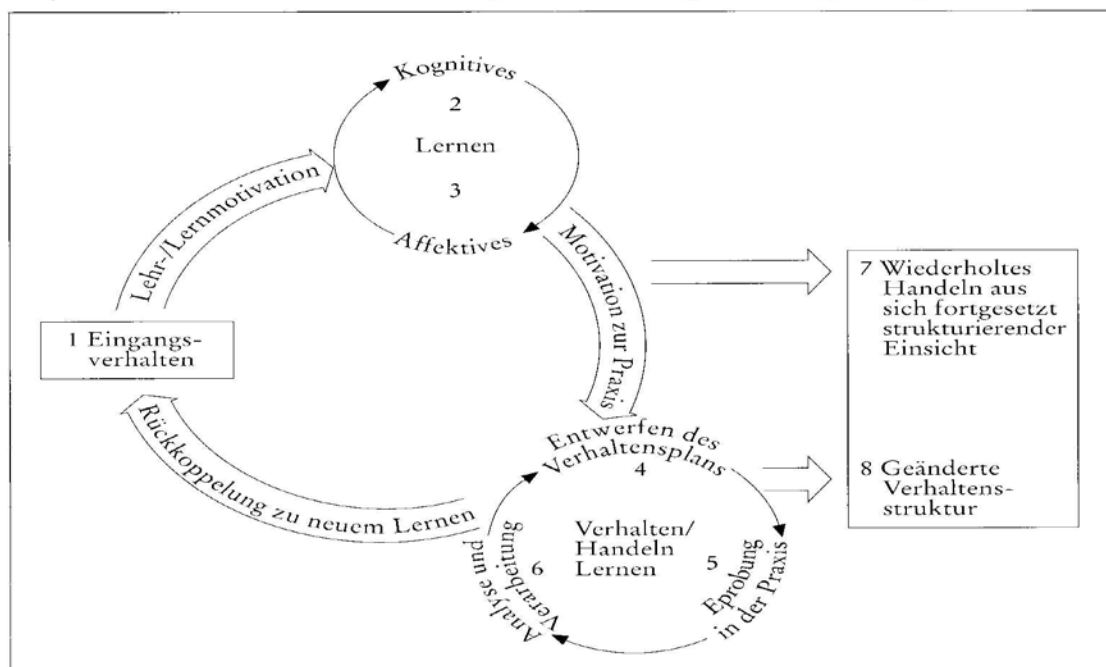 Kognitives
2
Lernen
3
Affektives
Lehr-/Lernmotivation
1 Eingangs-
verhalten
Motivation zur Praxis
7 Wiederholtes
Handeln aus
sich fortgesetzt
strukturierender
Einsicht
Rückkoppelung zu neuem Lernen
Entwerfen des
Verhaltensplans
4
8 Geänderte
Verhaltens-
struktur
Verhalten/
Handeln
Lernen
5
Eprobung
in der Praxis
6
Analyse und
Verarbeitung